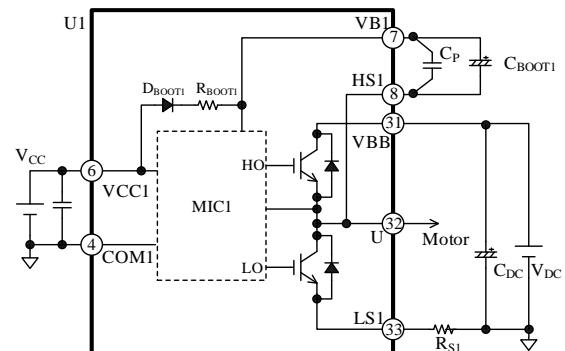 U1
VB1
7
CP
CBOOT1
DBOOT1
RBOOT1
HS1
8
31
VBB
VCC
6
VCC1
HO
MIC1
U
32
Motor
4
COM1
LO
CDC
VDC
LS1
33
RS1